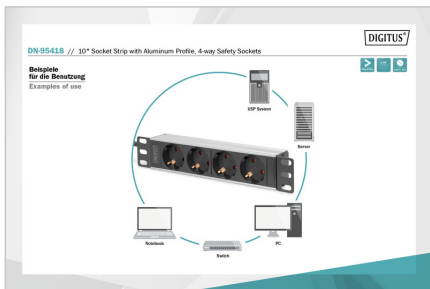 DIGITUS®
DN-95418 // 10" Socket Strip with Aluminum Profile, 4-way Safety Sockets
Beispiele
für die Benutzung
Examples of use
USP System
Server
Notebook
PC
Switch